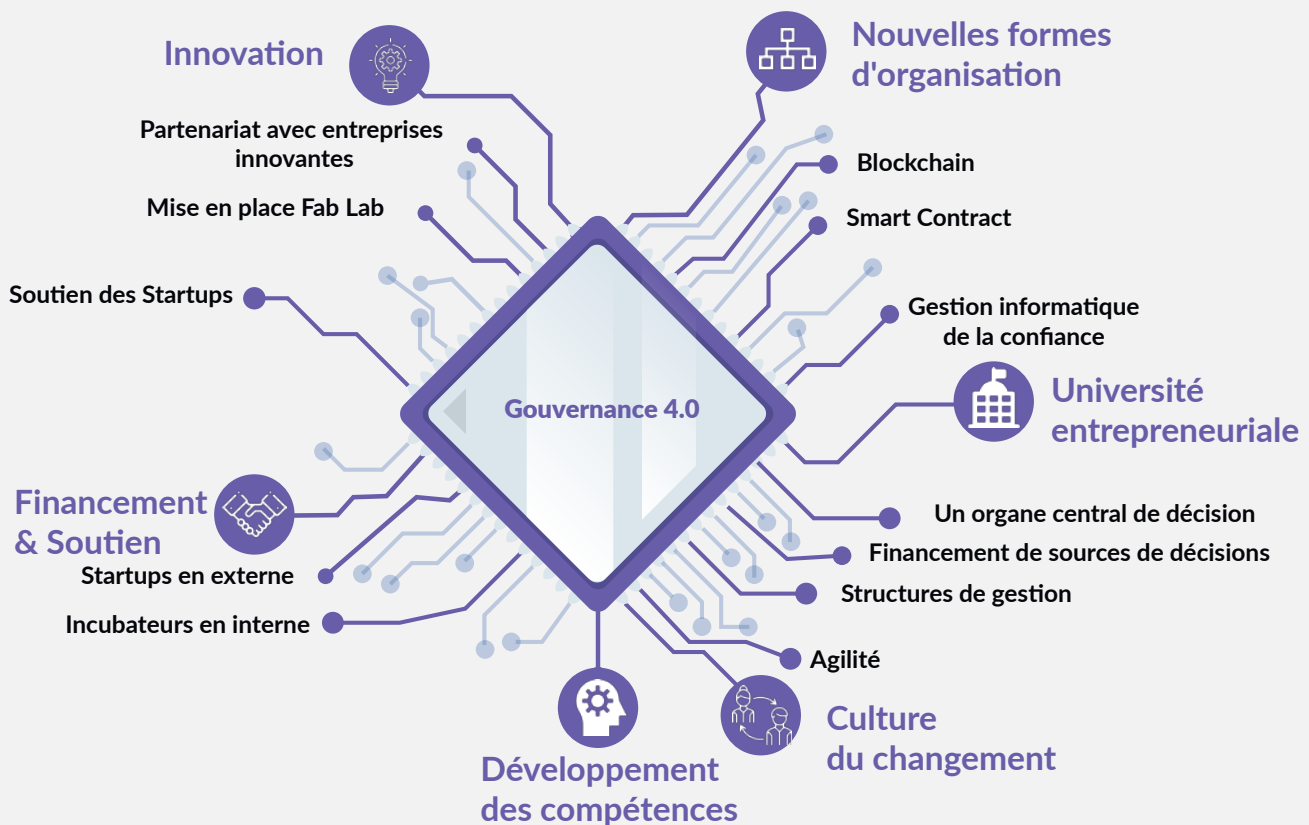 Innovation
Partenariat avec entreprises
innovantes
Mise en place Fab Lab
Soutien des Startups
Nouvelles formes
d'organisation
Blockchain
Smart Contract
Gestion informatique
de la confiance
Gouvernance 4.0
Université
entrepreneuriale
Un organe central de décision
Financement de sources de décisions
Structures de gestion
Financement
& Soutien
Startups en externe
Incubateurs en interne
Agilité
Culture
du changement
Développement
des compétences